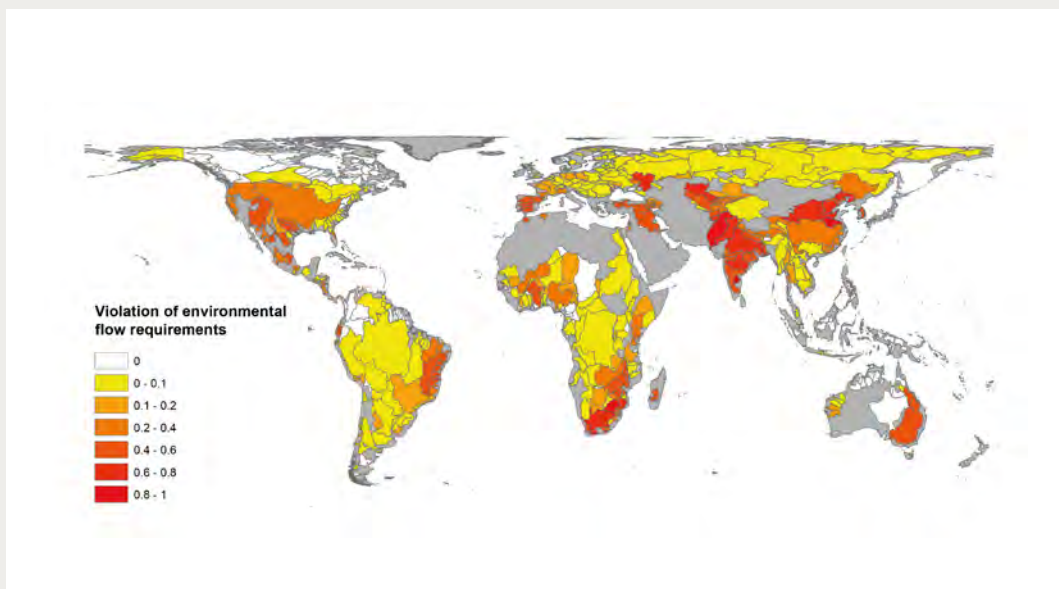 Violation of environmental
flow requirements
0
0 - 0.1
0.1 - 0.2
0.2 - 0.4
0.4 - 0.6
0.6 - 0.8
0.8 - 1